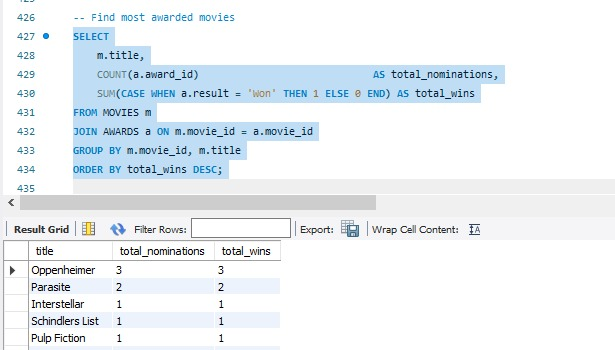 426 -- Find most awarded movies
427 SELECT
428 m.title,
429 COUNT(a.award_id) AS total_nominations,
430 SUM(CASE WHEN a.result = 'Won' THEN 1 ELSE 0 END) AS total_wins
431 FROM MOVIES m
432 JOIN AWARDS a ON m.movie_id = a.movie_id
433 GROUP BY m.movie_id, m.title
434 ORDER BY total_wins DESC;
435
Result Grid Filter Rows: Export: Wrap Cell Content:
title total_nominations total_wins
Oppenheimer 3 3
Parasite 2 2
Interstellar 1 1
Schindlers List 1 1
Pulp Fiction 1 1